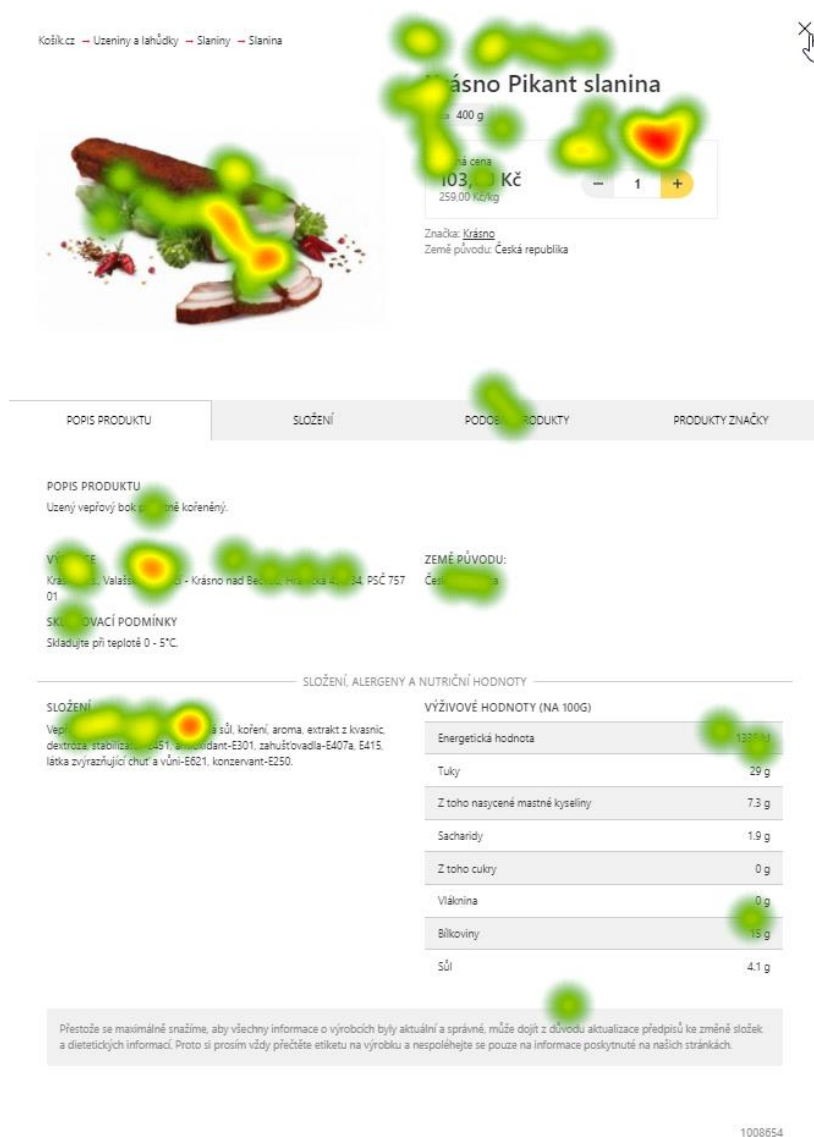 Košík.cz → Uzeniny a lahůdky → Slaniny → Slanina
Pikant slanina
400 g
cena
Kč
259,00 Kč/kg
− 1 +
Značka: Krásno
Země původu: Česká republika
POPIS PRODUKTU SLOŽENÍ PRODUKTY ZNAČKY
POPIS PRODUKTU
Uzený vepřový bok kořeněný.
ZEMĚ PŮVODU:
- Krásno nad PSČ 757
01
PODMÍNKY
Skladujte při teplotě 0 - 5°C.
SLOŽENÍ, ALERGENY A NUTRIČNÍ HODNOTY
SLOŽENÍ
sůl, koření, aroma, extrakt z kvasnic,
dextróza, zahušťovadla-E407a, E415,
látka zvýrazňující chuť a vůni-E621, konzervant-E250.
VÝŽIVOVÉ HODNOTY (NA 100G)
Energetická hodnota
Tuky 29 g
Z toho nasycené mastné kyseliny 7.3 g
Sacharidy 1.9 g
Z toho cukry 0 g
Vláknina 0 g
Bílkoviny 15 g
Sůl 4.1 g
Přestože se maximálně snažíme, aby všechny informace o výrobcích byly aktuální a správné, může dojít z důvodu aktualizace předpisů ke změně složek
a dietetických informací. Proto si prosím vždy přečtěte etiketu na výrobku a nespoléhejte se pouze na informace poskytnuté na našich stránkách.
1008654